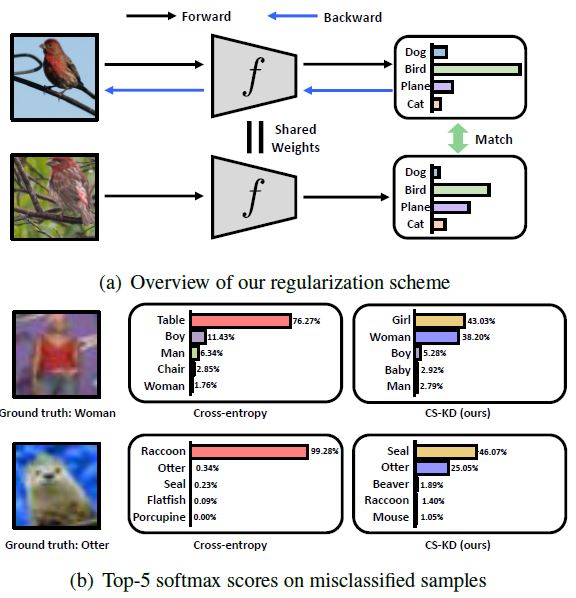 Forward Backward
f
Dog
Bird
Plane
Cat
Shared
Weights
Match
f
Dog
Bird
Plane
Cat
(a) Overview of our regularization scheme
Ground truth: Woman
Table 76.27%
Boy 11.43%
Man 6.34%
Chair 2.85%
Woman 1.76%
Cross-entropy
Girl 43.03%
Woman 38.20%
Boy 5.28%
Baby 2.92%
Man 2.79%
CS-KD (ours)
Ground truth: Otter
Raccoon 99.28%
Otter 0.34%
Seal 0.23%
Flatfish 0.09%
Porcupine 0.00%
Cross-entropy
Seal 46.07%
Otter 25.05%
Beaver 1.89%
Raccoon 1.40%
Mouse 1.05%
CS-KD (ours)
(b) Top-5 softmax scores on misclassified samples